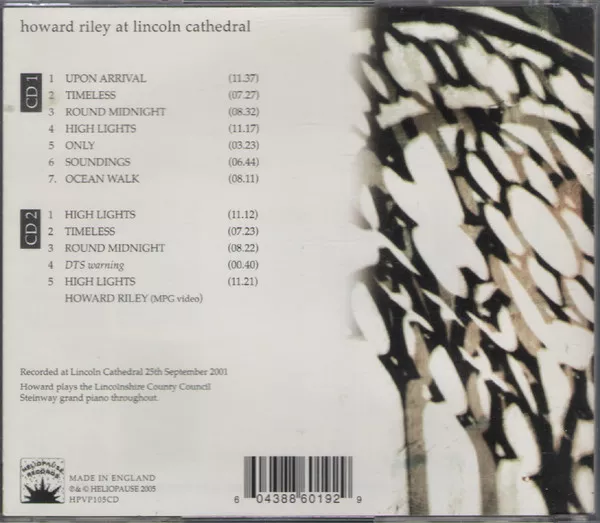 howard riley at lincoln cathedral
CD 1
1 UPON ARRIVAL (11.37)
2 TIMELESS (07.27)
3 ROUND MIDNIGHT (08.32)
4 HIGH LIGHTS (11.17)
5 ONLY (03.23)
6 SOUNDINGS (06.44)
7. OCEAN WALK (08.11)
CD 2
1 HIGH LIGHTS (11.12)
2 TIMELESS (07.23)
3 ROUND MIDNIGHT (08.22)
4 DTS warning (00.40)
5 HIGH LIGHTS (11.21)
HOWARD RILEY (MPG video)
Recorded at Lincoln Cathedral 25th September 2001
Howard plays the Lincolnshire County Council
Steinway grand piano throughout.
HELIOPAUSE
RECORDS
MADE IN ENGLAND
℗& © HELIOPAUSE 2005
HPVP105CD
6 04388 60192 9